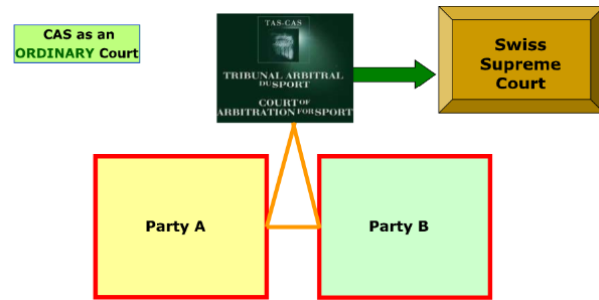 CAS as an
ORDINARY Court
TAS-CAS
TRIBUNAL ARBITRAL
DU SPORT
COURT OF
ARBITRATION FOR SPORT
Swiss
Supreme
Court
Party A
Party B